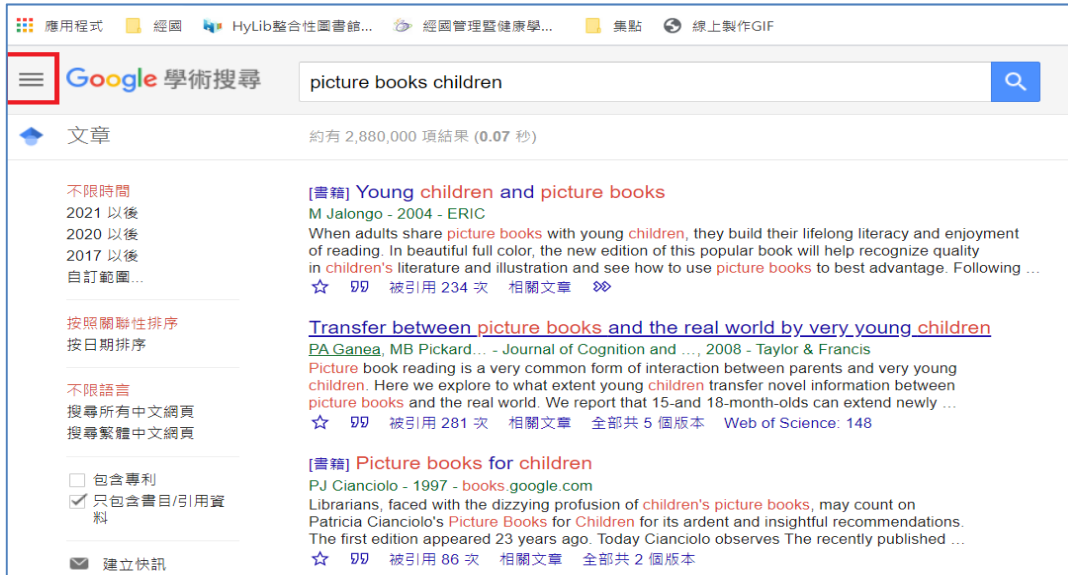 應用程式 經國 HyLib整合性圖書館... 經國管理暨健康學... 集點 線上製作GIF
Google 學術搜尋 picture books children
文章 約有 2,880,000 項結果 (0.07 秒)
不限時間
2021 以後
2020 以後
2017 以後
自訂範圍...
按照關聯性排序
按日期排序
不限語言
搜尋所有中文網頁
搜尋繁體中文網頁
包含專利
只包含書目/引用資
料
建立快訊
[書籍] Young children and picture books
M Jalongo - 2004 - ERIC
When adults share picture books with young children, they build their lifelong literacy and enjoyment
of reading. In beautiful full color, the new edition of this popular book will help recognize quality
in children's literature and illustration and see how to use picture books to best advantage. Following ...
被引用 234 次 相關文章
Transfer between picture books and the real world by very young children
PA Ganea, MB Pickard... - Journal of Cognition and ..., 2008 - Taylor & Francis
Picture book reading is a very common form of interaction between parents and very young
children. Here we explore to what extent young children transfer novel information between
picture books and the real world. We report that 15-and 18-month-olds can extend newly ...
被引用 281 次 相關文章 全部共 5 個版本 Web of Science: 148
[書籍] Picture books for children
PJ Cianciolo - 1997 - books.google.com
Librarians, faced with the dizzying profusion of children's picture books, may count on
Patricia Cianciolo's Picture Books for Children for its ardent and insightful recommendations.
The first edition appeared 23 years ago. Today Cianciolo observes The recently published ...
被引用 86 次 相關文章 全部共 2 個版本